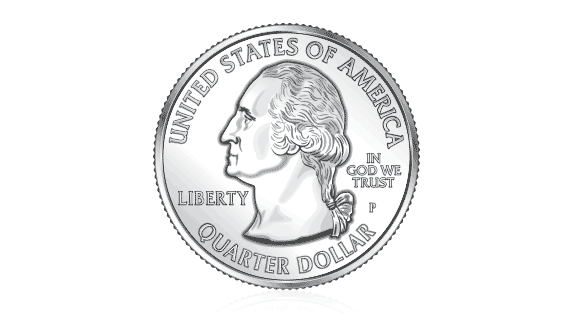 UNITED STATES OF AMERICA
LIBERTY
IN
GOD WE
TRUST
P
QUARTER DOLLAR